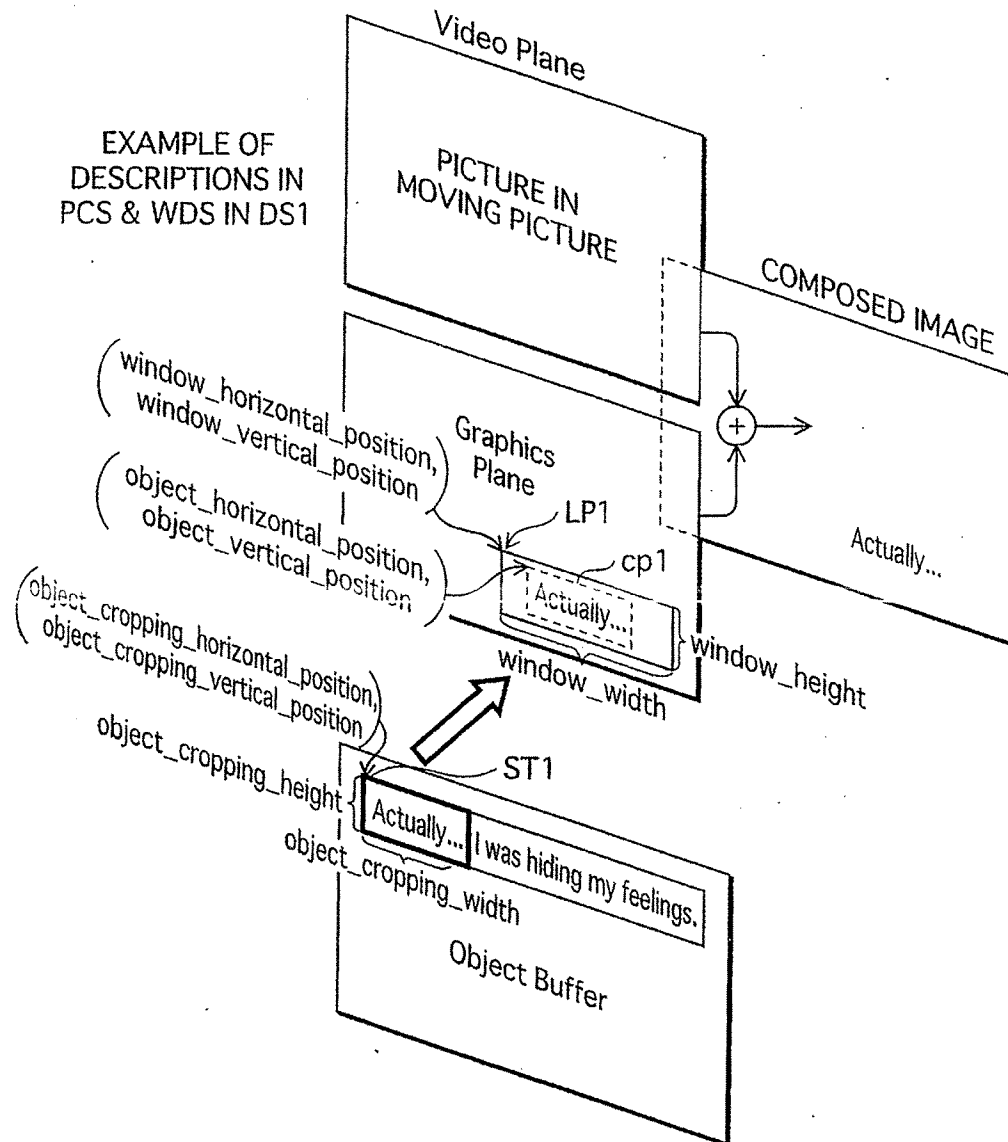 Video Plane
EXAMPLE OF
DESCRIPTIONS IN
PCS & WDS IN DS1
PICTURE IN
MOVING PICTURE
COMPOSED IMAGE
(window_horizontal_position,
window_vertical_position)
Graphics
Plane
+
(object_horizontal_position,
object_vertical_position)
LP1
cp1
Actually...
Actually...
window_height
window_width
(object_cropping_horizontal_position,
object_cropping_vertical_position)
object_cropping_height
ST1
Actually... I was hiding my feelings.
object_cropping_width
Object Buffer